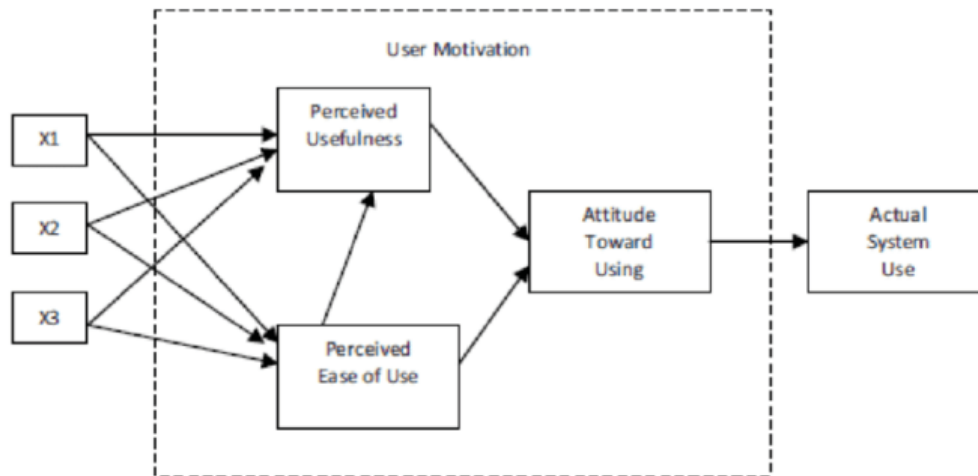 User Motivation
X1
X2
X3
Perceived
Usefulness
Perceived
Ease of Use
Attitude
Toward
Using
Actual
System
Use